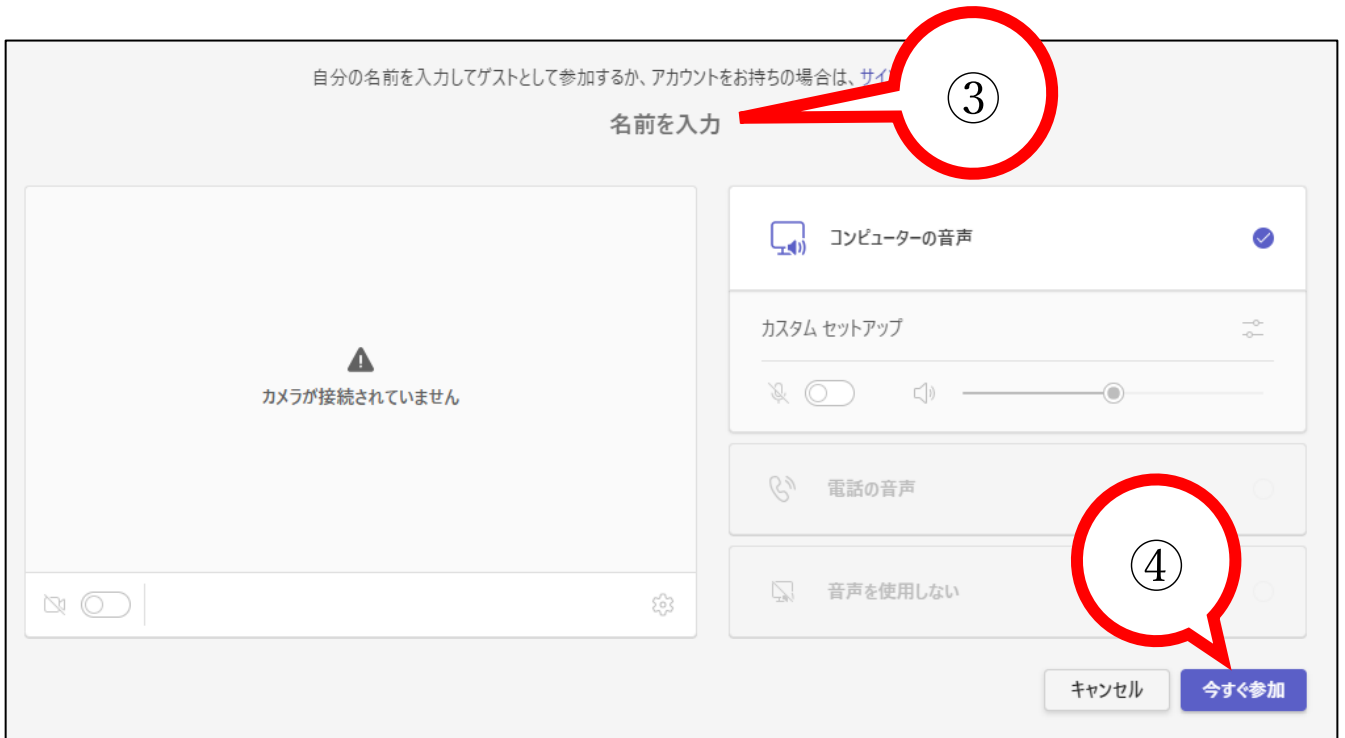 自分の名前を入力してゲストとして参加するか、アカウントをお持ちの場合は、サイ
③
名前を入力
コンピューターの音声
カスタム セットアップ
カメラが接続されていません
電話の音声
④
音声を使用しない
キャンセル
今すぐ参加